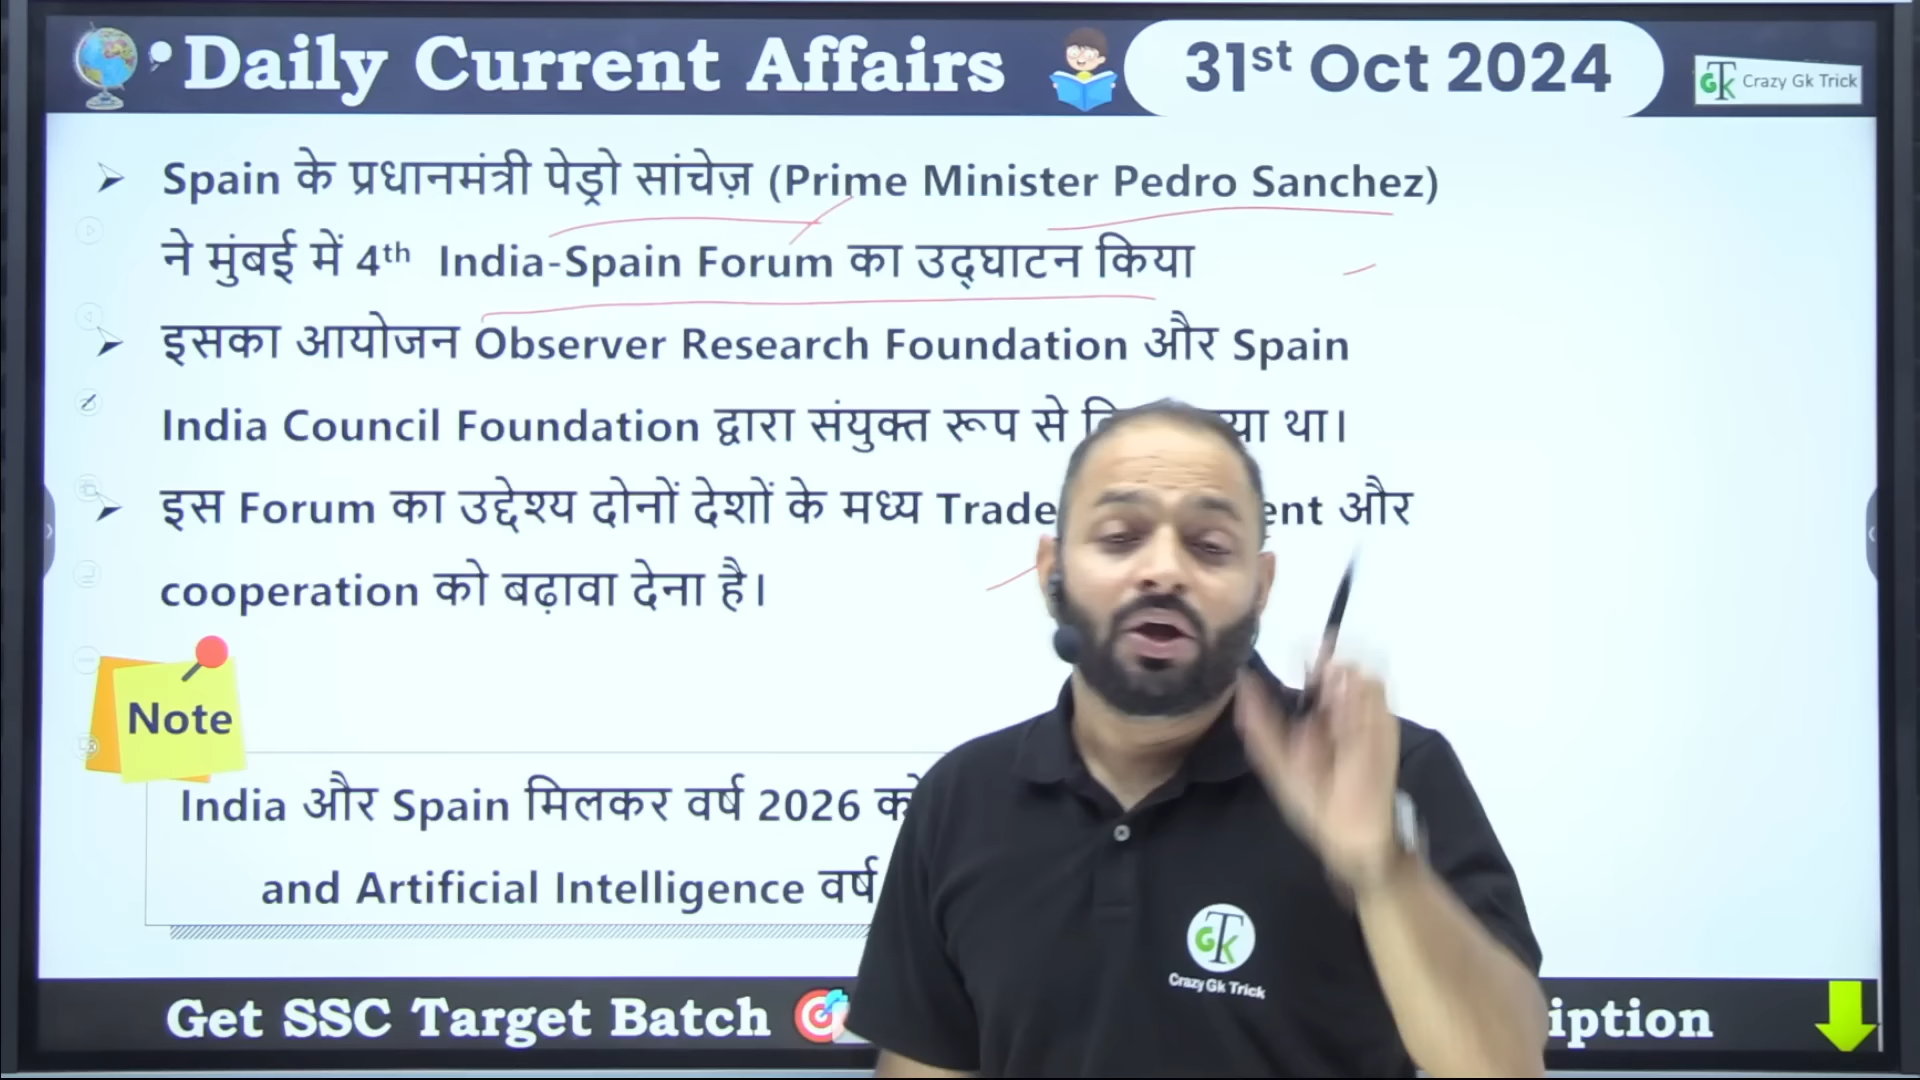 Daily Current Affairs
31st Oct 2024
GTK Crazy Gk Trick
Spain के प्रधानमंत्री पेड्रो सांचेज़ (Prime Minister Pedro Sanchez)
ने मुंबई में 4th India-Spain Forum का उद्घाटन किया
इसका आयोजन Observer Research Foundation और Spain
India Council Foundation द्वारा संयुक्त रूप से था।
इस Forum का उद्देश्य दोनों देशों के मध्य Trade और
cooperation को बढ़ावा देना है।
Note
India और Spain मिलकर वर्ष 2026
and Artificial Intelligence वर्ष
GTK
Crazy Gk Trick
Get SSC Target Batch